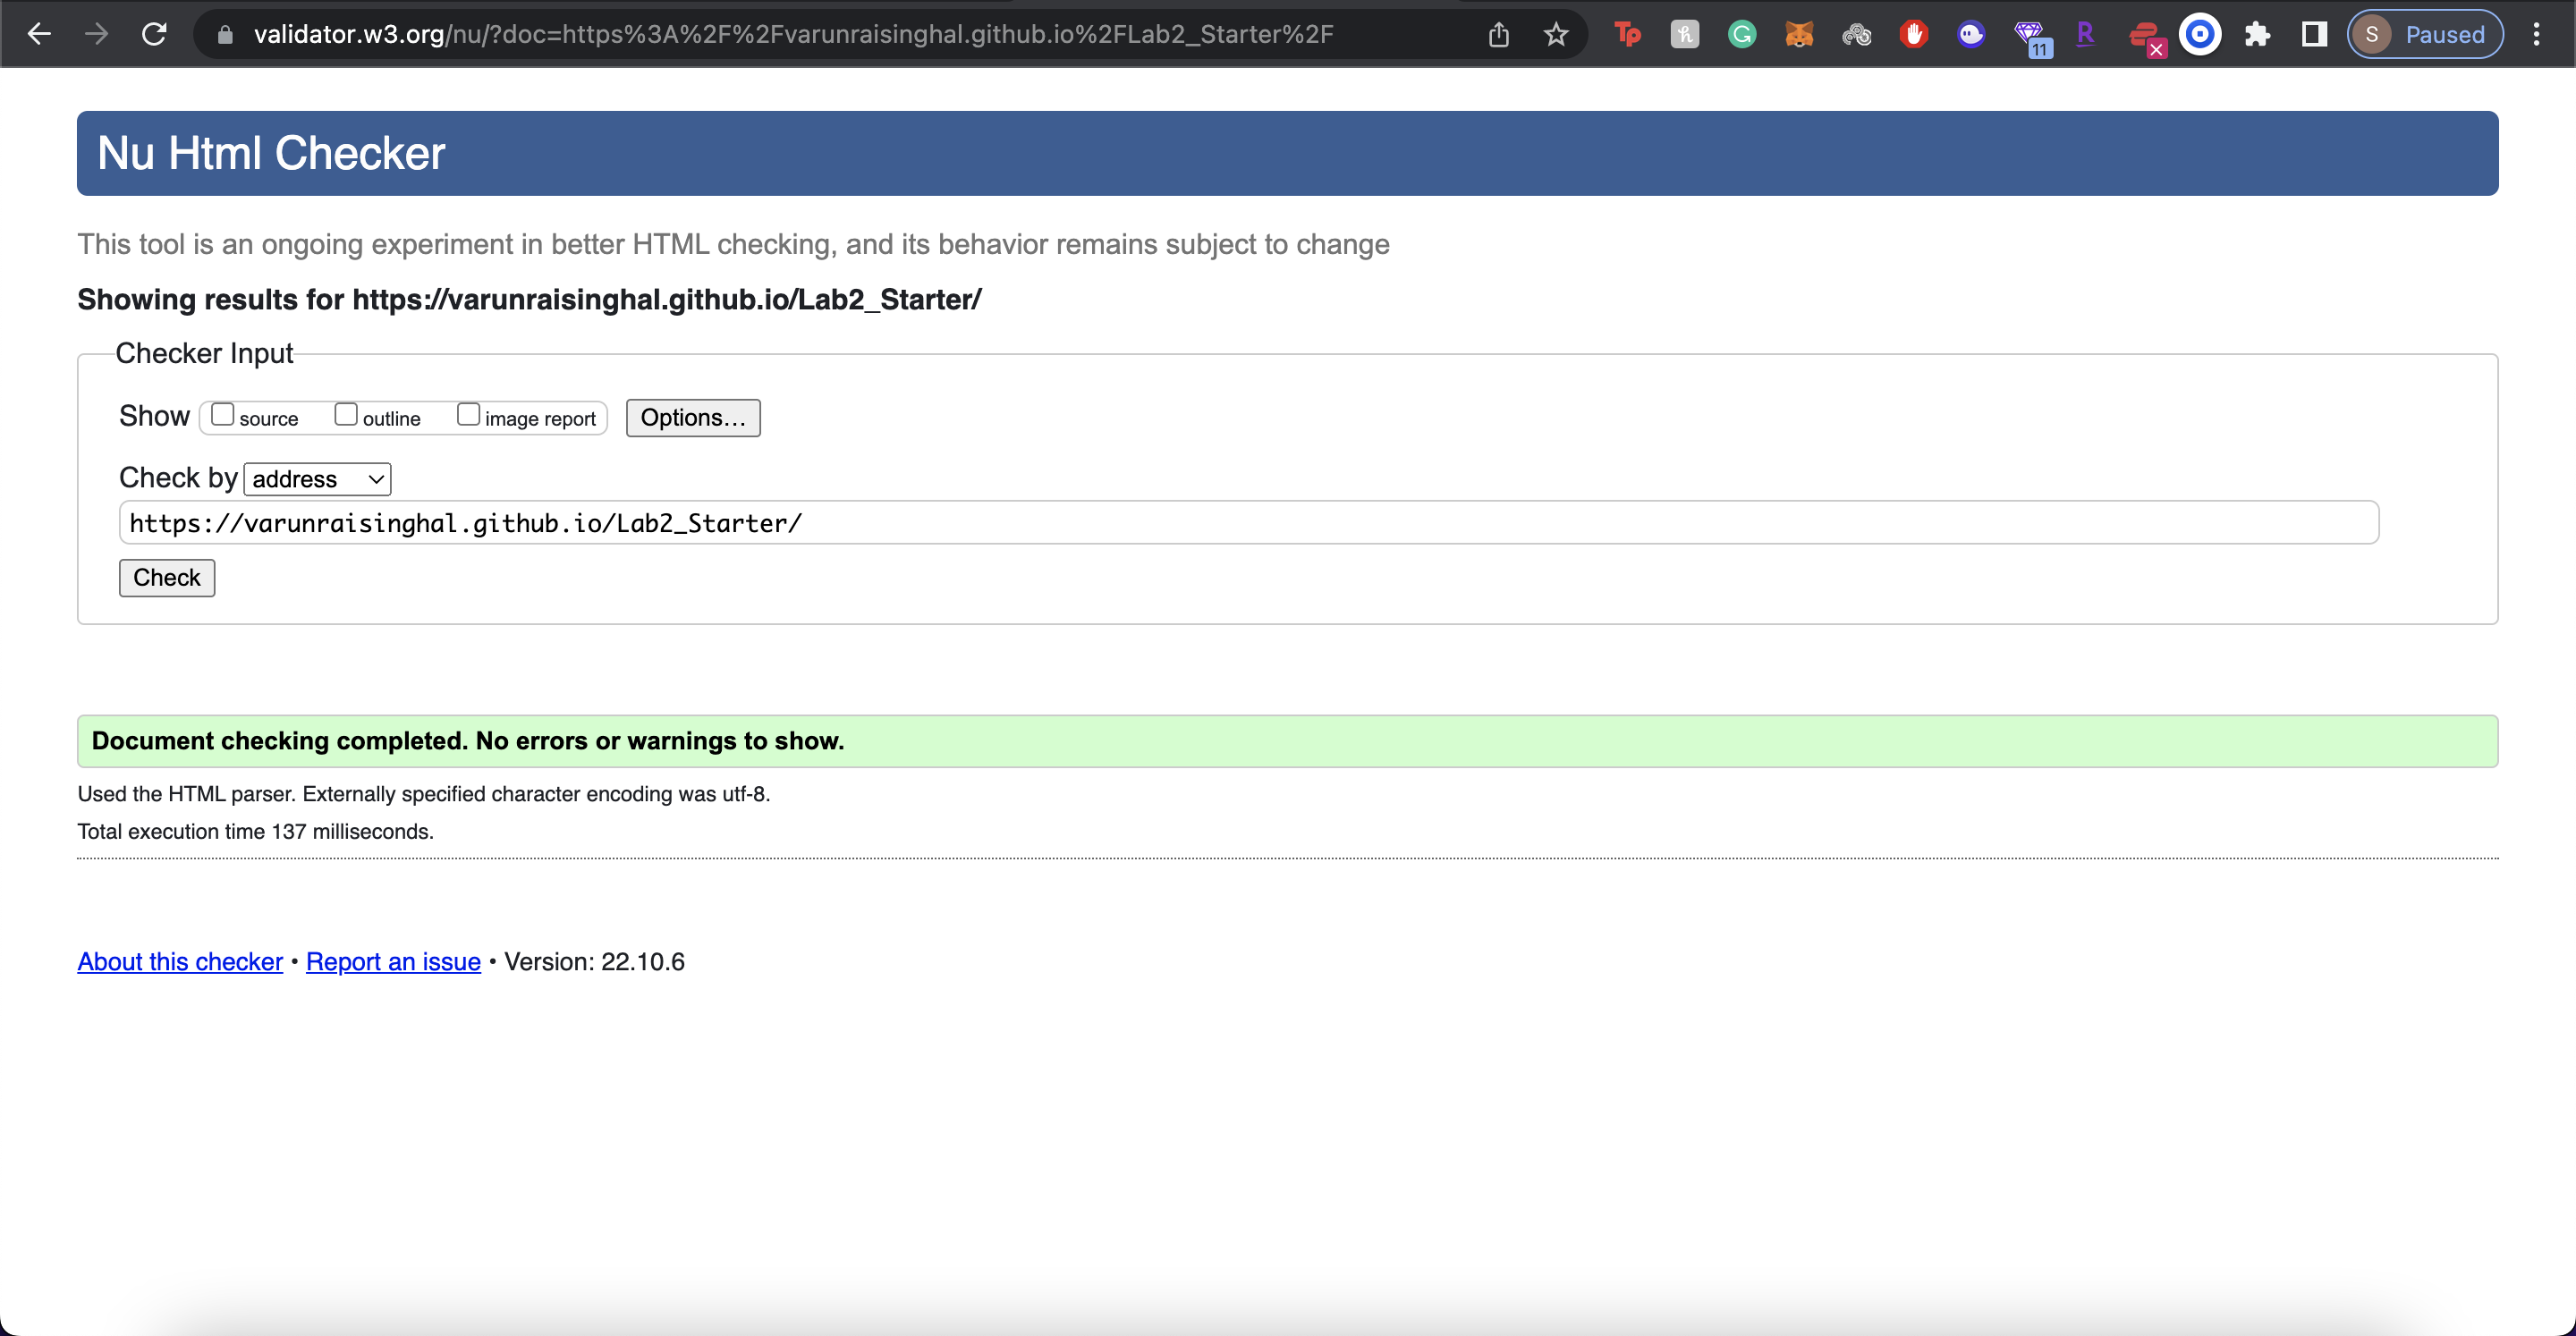 validator.w3.org/nu/?doc=https%3A%2F%2Fvarunraisinghal.github.io%2FLab2_Starter%2F
Tp
11
R
S Paused
Nu Html Checker
This tool is an ongoing experiment in better HTML checking, and its behavior remains subject to change
Showing results for https://varunraisinghal.github.io/Lab2_Starter/
Checker Input
Show source outline image report Options...
Check by address
https://varunraisinghal.github.io/Lab2_Starter/
Check
Document checking completed. No errors or warnings to show.
Used the HTML parser. Externally specified character encoding was utf-8.
Total execution time 137 milliseconds.
About this checker • Report an issue • Version: 22.10.6